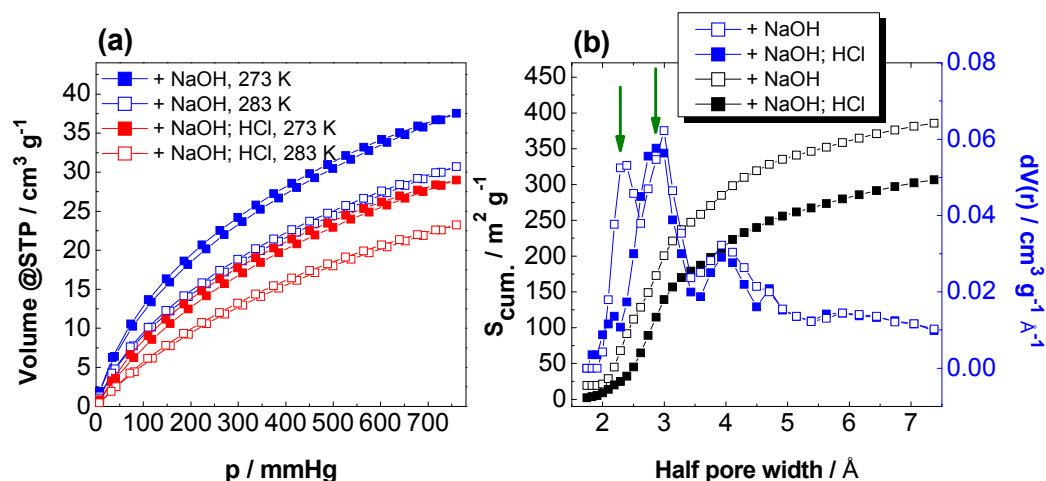 (a)
+ NaOH, 273 K
+ NaOH, 283 K
+ NaOH; HCl, 273 K
+ NaOH; HCl, 283 K
Volume @STP / cm³ g⁻¹
40
35
30
25
20
15
10
5
0
0 100 200 300 400 500 600 700
p / mmHg
(b)
+ NaOH
+ NaOH; HCl
+ NaOH
+ NaOH; HCl
Scum. / m² g⁻¹
450
400
350
300
250
200
150
100
50
0
2 3 4 5 6 7
Half pore width / Å
0.08
0.06
0.04
0.02
0.00
dV(r) / cm³ g⁻¹ Å⁻¹